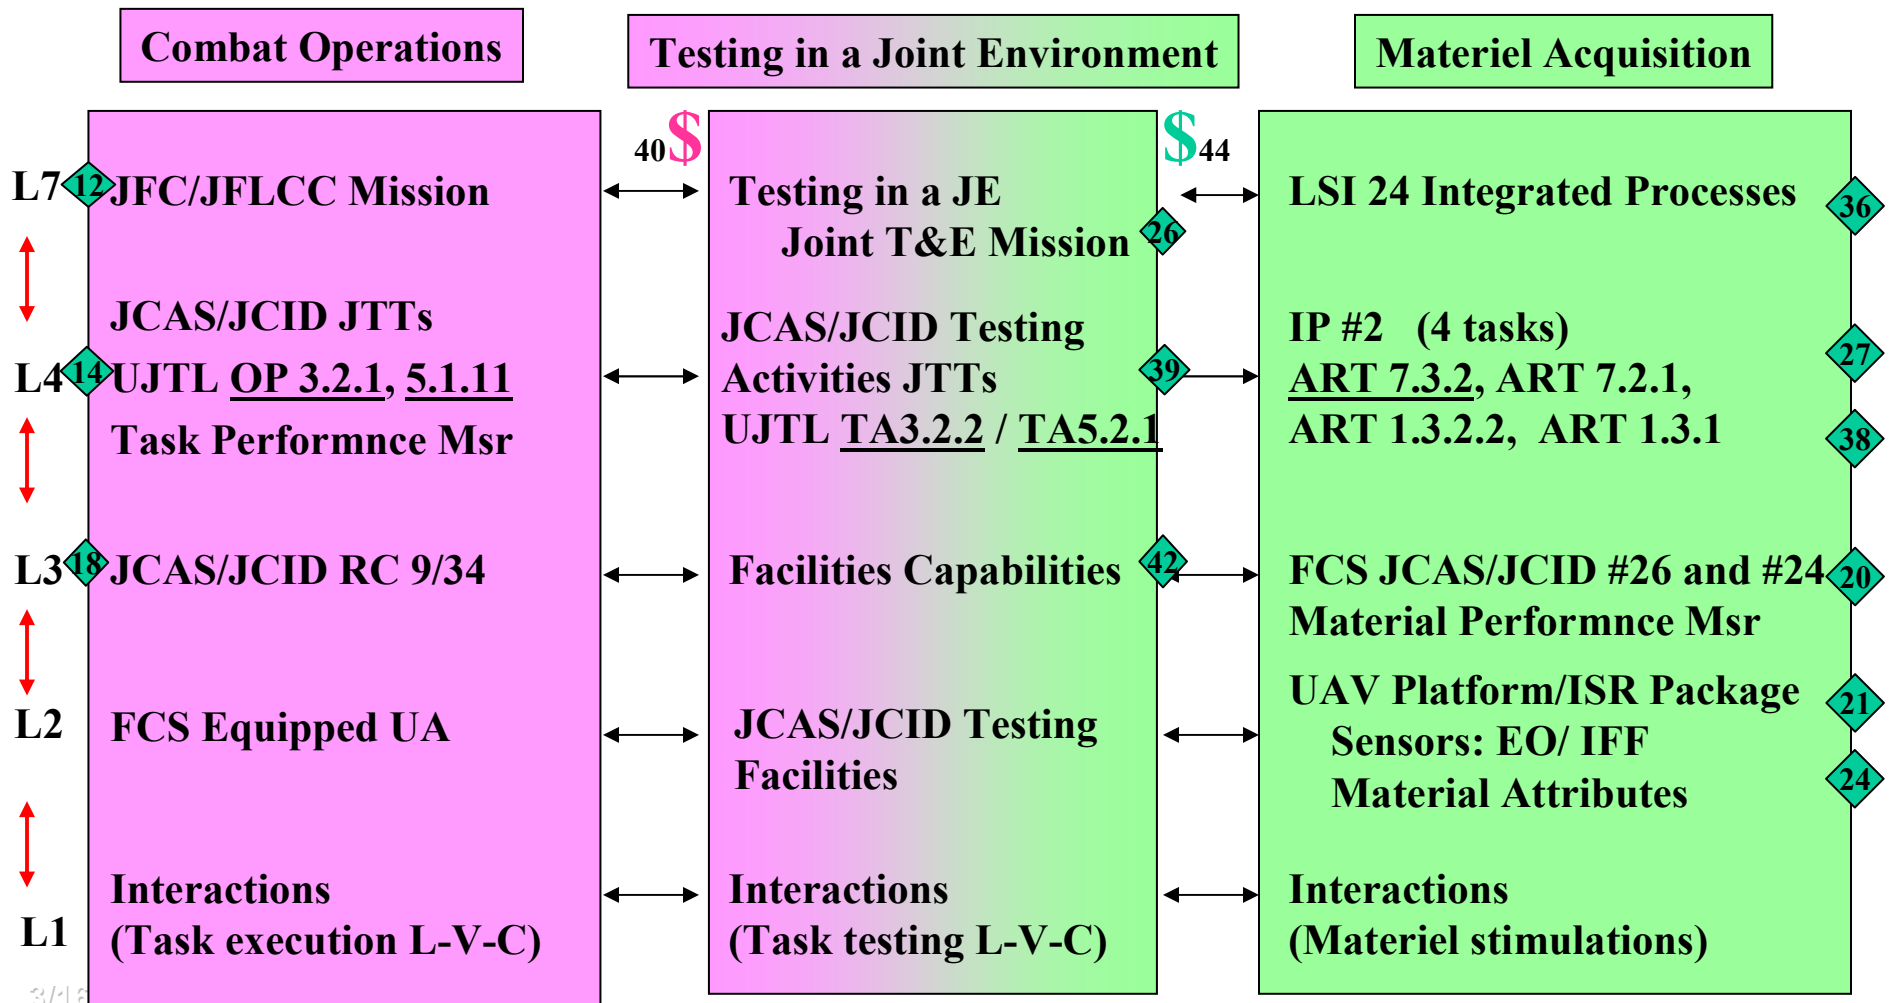 Combat Operations
Testing in a Joint Environment
Materiel Acquisition
40$
$44
L7
12
JFC/JFLCC Mission
Testing in a JE
Joint T&E Mission
26
LSI 24 Integrated Processes
36
JCAS/JCID JTTs
L4
14
UJTL OP 3.2.1, 5.1.11
Task Performnce Msr
JCAS/JCID Testing
Activities JTTs
UJTL TA3.2.2 / TA5.2.1
39
IP #2 (4 tasks)
ART 7.3.2, ART 7.2.1,
ART 1.3.2.2, ART 1.3.1
27
38
L3
18
JCAS/JCID RC 9/34
Facilities Capabilities
42
FCS JCAS/JCID #26 and #24
Material Performnce Msr
20
L2
FCS Equipped UA
JCAS/JCID Testing
Facilities
UAV Platform/ISR Package
Sensors: EO/ IFF
Material Attributes
21
24
L1
Interactions
(Task execution L-V-C)
Interactions
(Task testing L-V-C)
Interactions
(Materiel stimulations)
3/16